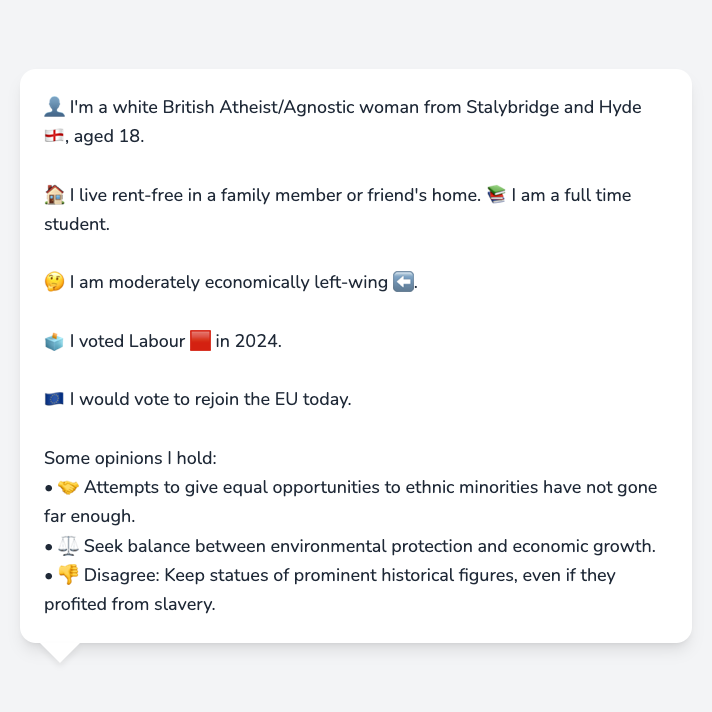 👤 I'm a white British Atheist/Agnostic woman from Stalybridge and Hyde
🏴󠁧󠁢󠁥󠁮󠁧󠁿, aged 18.
🏠 I live rent-free in a family member or friend's home. 📚 I am a full time
student.
🤔 I am moderately economically left-wing ⬅️.
🗳️ I voted Labour 🟥 in 2024.
🇪🇺 I would vote to rejoin the EU today.
Some opinions I hold:
• 🤝 Attempts to give equal opportunities to ethnic minorities have not gone
far enough.
• ⚖️ Seek balance between environmental protection and economic growth.
• 👎 Disagree: Keep statues of prominent historical figures, even if they
profited from slavery.